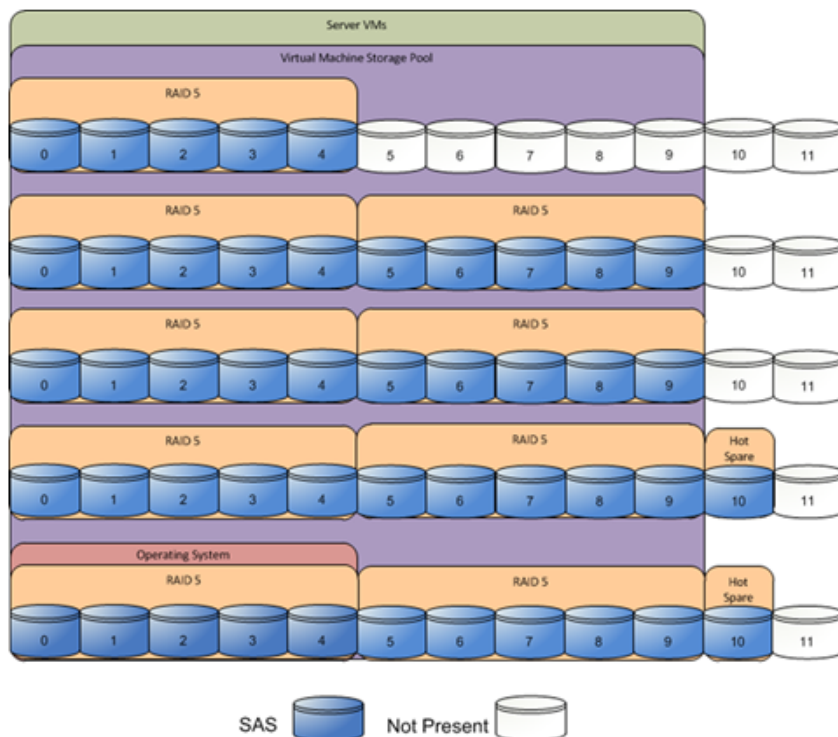 Server VMs
Virtual Machine Storage Pool
RAID 5
0 1 2 3 4 5 6 7 8 9 10 11
RAID 5 RAID 5
0 1 2 3 4 5 6 7 8 9 10 11
RAID 5 RAID 5
0 1 2 3 4 5 6 7 8 9 10 11
RAID 5 RAID 5 Hot
Spare
0 1 2 3 4 5 6 7 8 9 10 11
Operating System
RAID 5 RAID 5 Hot
Spare
0 1 2 3 4 5 6 7 8 9 10 11
SAS Not Present